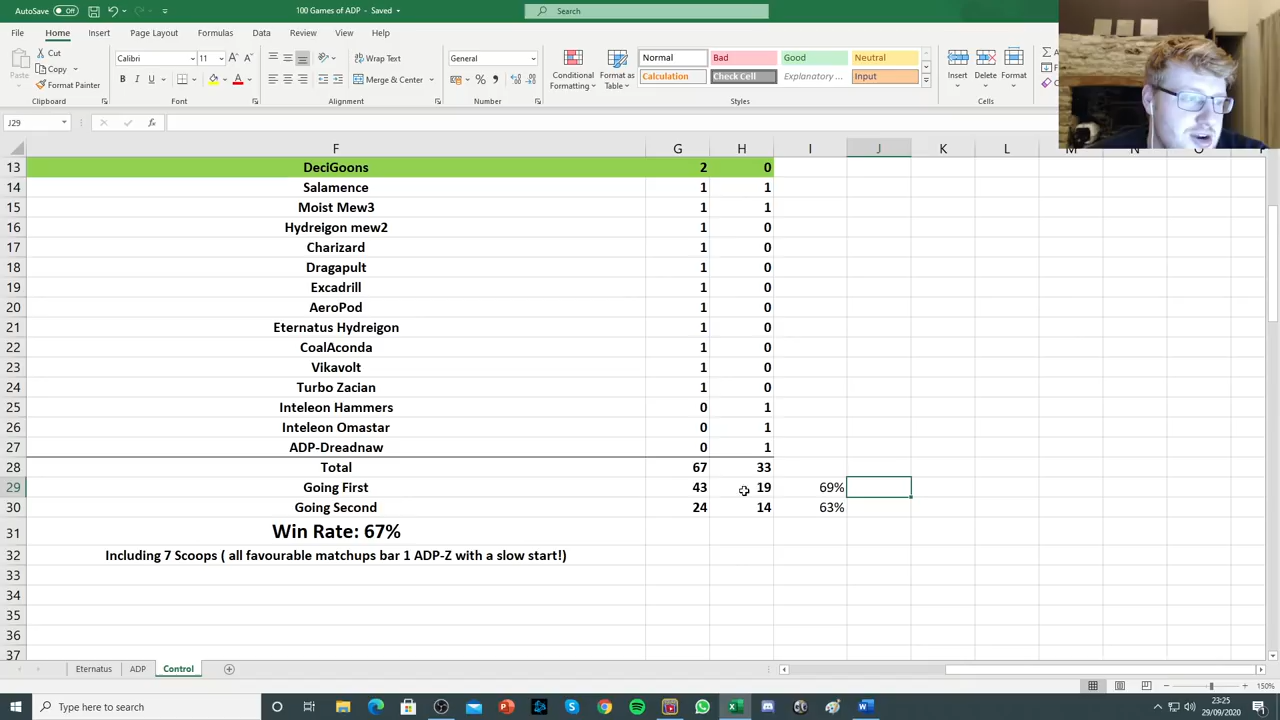 AutoSave Off 100 Games of ADP - Saved Search
File Home Insert Page Layout Formulas Data Review View Help
Cut
Copy
Format Painter
Paste
Calibri 11
B I U
Wrap Text
Merge & Center
General
Conditional Formatting
Format as Table
Normal Bad Good Neutral
Calculation Check Cell Explanatory ... Input
Insert Delete Format
Clipboard Font Alignment Number Styles Cells
J29 fx
F G H I J K L M N O
13 DeciGoons 2 0
14 Salamence 1 1
15 Moist Mew3 1 1
16 Hydreigon mew2 1 0
17 Charizard 1 0
18 Dragapult 1 0
19 Excadrill 1 0
20 AeroPod 1 0
21 Eternatus Hydreigon 1 0
22 CoalAconda 1 0
23 Vikavolt 1 0
24 Turbo Zacian 1 0
25 Inteleon Hammers 0 1
26 Inteleon Omastar 0 1
27 ADP-Dreadnaw 0 1
28 Total 67 33
29 Going First 43 19 69%
30 Going Second 24 14 63%
31 Win Rate: 67%
32 Including 7 Scoops ( all favourable matchups bar 1 ADP-Z with a slow start!)
33
34
35
36
37
Eternatus ADP Control
150%
Type here to search
23:25
29/09/2020